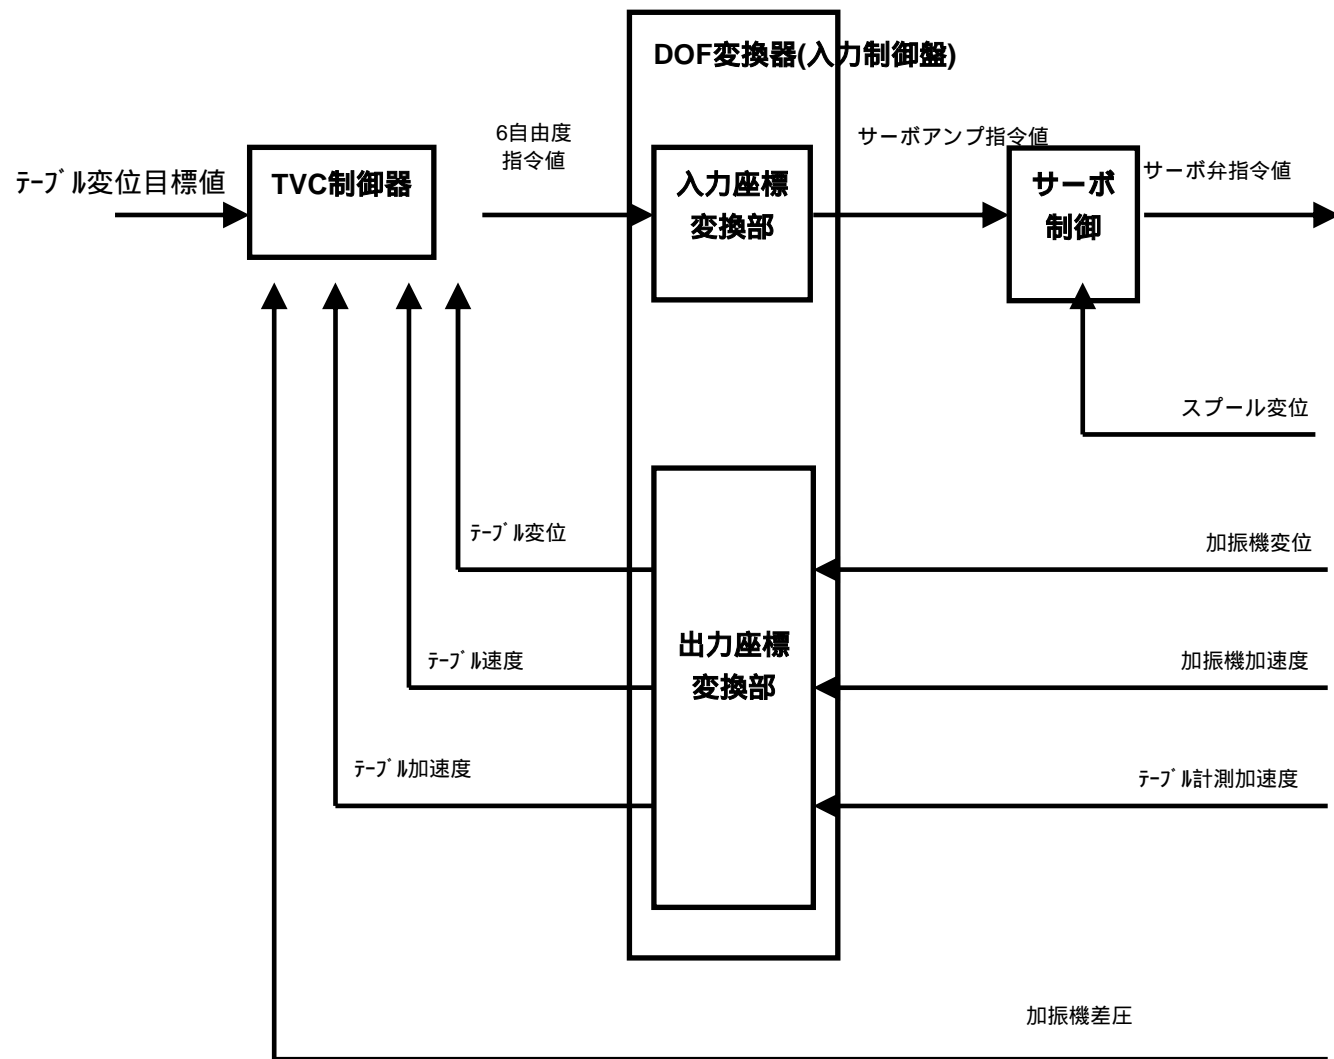 DOF変換器(入力制御盤)
6自由度
指令値
サーボアンプ指令値
ﾃｰﾌﾞﾙ変位目標値
TVC制御器
入力座標
変換部
サーボ
制御
サーボ弁指令値
スプール変位
ﾃｰﾌﾞﾙ変位
加振機変位
ﾃｰﾌﾞﾙ速度
出力座標
変換部
加振機加速度
ﾃｰﾌﾞﾙ加速度
ﾃｰﾌﾞﾙ計測加速度
加振機差圧